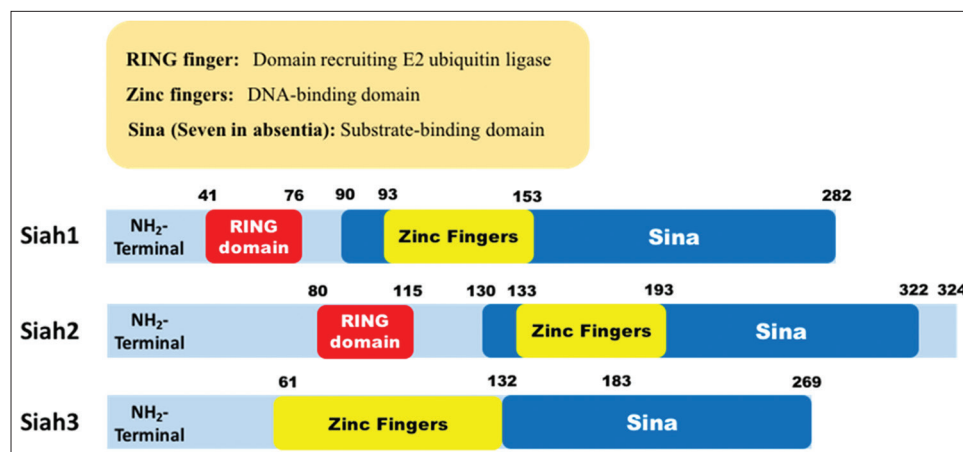 RING finger: Domain recruiting E2 ubiquitin ligase
Zinc fingers: DNA-binding domain
Sina (Seven in absentia): Substrate-binding domain
41 76 90 93 153 282
Siah1 NH₂-
Terminal RING
domain Zinc Fingers Sina
80 115 130 133 193 322 324
Siah2 NH₂-
Terminal RING
domain Zinc Fingers Sina
61 132 183 269
Siah3 NH₂-
Terminal Zinc Fingers Sina